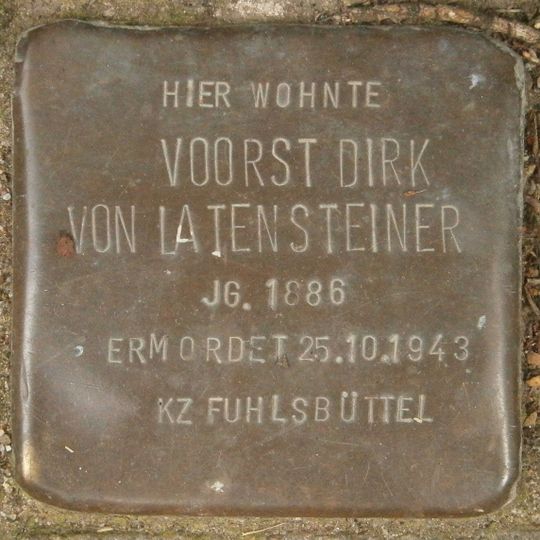 HIER WOHNTE
VOORST DIRK
VON LATENSTEINER
JG. 1886
ERMORDET 25.10.1943
KZ FUHLSBÜTTEL